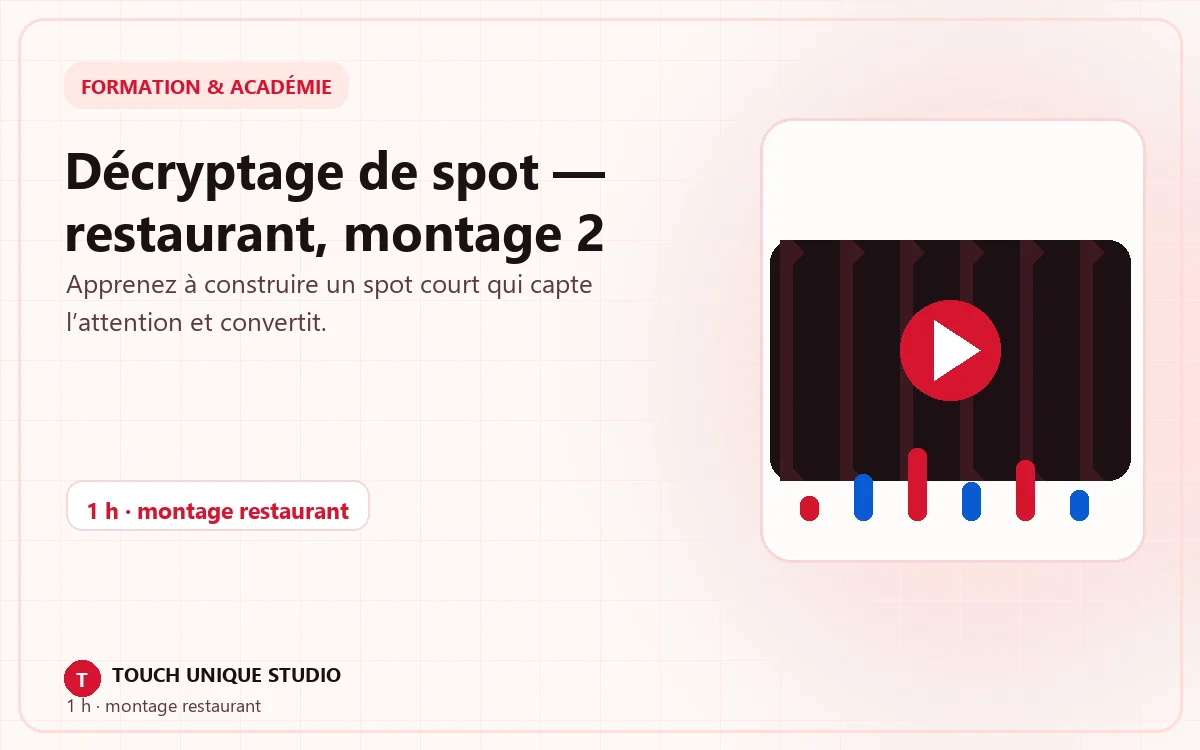 FORMATION & ACADÉMIE
Décryptage de spot —
restaurant, montage 2
Apprenez à construire un spot court qui capte
l’attention et convertit.
1 h · montage restaurant
T
TOUCH UNIQUE STUDIO
1 h · montage restaurant